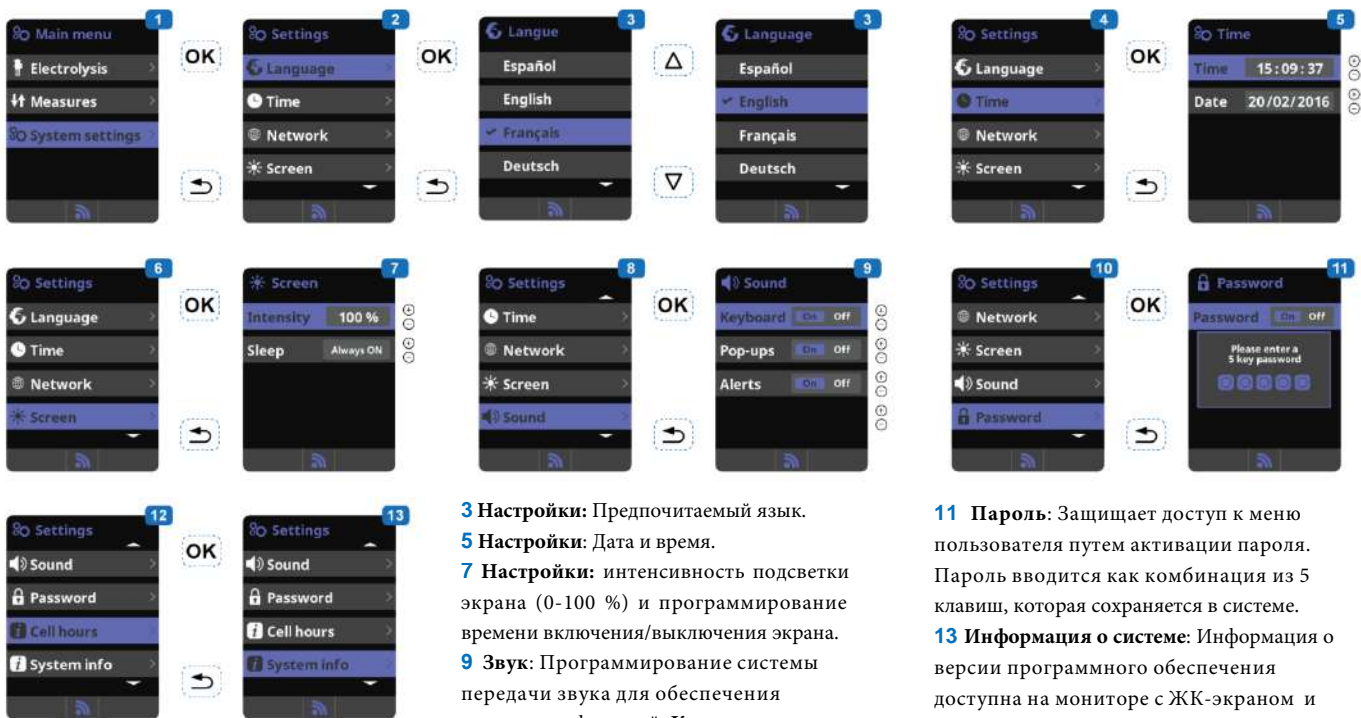 1
Main menu
Electrolysis
Measures
System settings
OK
2
Settings
Language
Time
Network
Screen
OK
3
Langue
Español
English
Français
Deutsch
3
Language
Español
English
Français
Deutsch
4
Settings
Language
Time
Network
Screen
OK
5
Time
Time 15:09:37
Date 20/02/2016
6
Settings
Language
Time
Network
Screen
OK
7
Screen
Intensity 100 %
Sleep Always ON
8
Settings
Time
Network
Screen
Sound
OK
9
Sound
Keyboard On Off
Pop-ups On Off
Alerts On Off
10
Settings
Network
Screen
Sound
Password
OK
11
Password
Password On Off
Please enter a
5 key password
12
Settings
Sound
Password
Cell hours
System info
OK
13
Settings
Sound
Password
Cell hours
System info
3 Настройки: Предпочитаемый язык.
5 Настройки: Дата и время.
7 Настройки: интенсивность подсветки
экрана (0-100 %) и программирование
времени включения/выключения экрана.
9 Звук: Программирование системы
передачи звука для обеспечения
11 Пароль: Защищает доступ к меню
пользователя путем активации пароля.
Пароль вводится как комбинация из 5
клавиш, которая сохраняется в системе.
13 Информация о системе: Информация о
версии программного обеспечения
доступна на мониторе с ЖК-экраном и